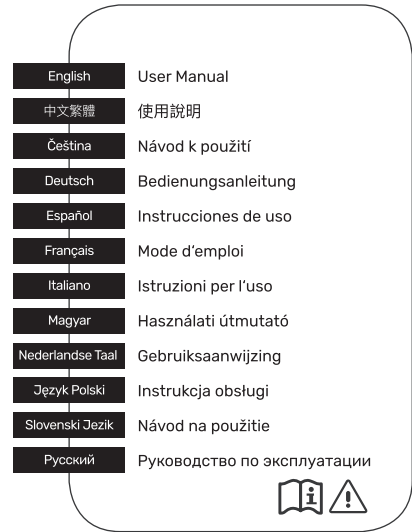 English User Manual
中文繁體 使用說明
Čeština Návod k použití
Deutsch Bedienungsanleitung
Español Instrucciones de uso
Français Mode d‘emploi
Italiano Istruzioni per l‘uso
Magyar Használati útmutató
Nederlandse Taal Gebruiksaanwijzing
Język Polski Instrukcja obsługi
Slovenski Jezik Návod na použitie
Русский Руководство по эксплуатации